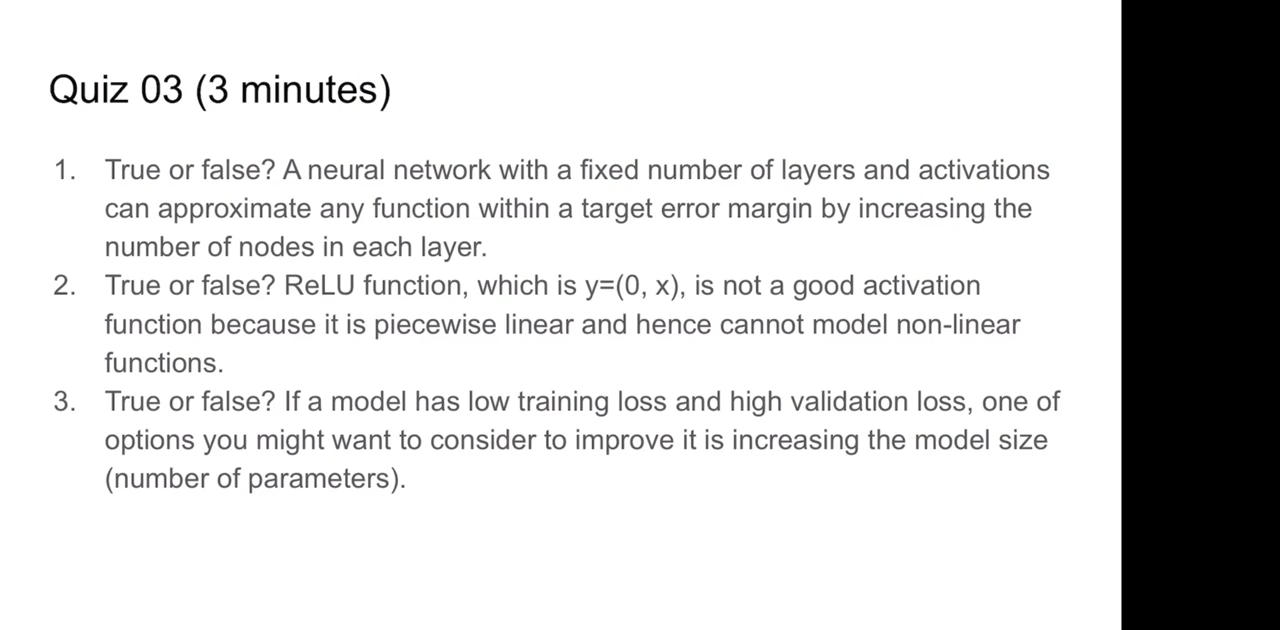 Quiz 03 (3 minutes)
1. True or false? A neural network with a fixed number of layers and activations
can approximate any function within a target error margin by increasing the
number of nodes in each layer.
2. True or false? ReLU function, which is y=(0, x), is not a good activation
function because it is piecewise linear and hence cannot model non-linear
functions.
3. True or false? If a model has low training loss and high validation loss, one of
options you might want to consider to improve it is increasing the model size
(number of parameters).